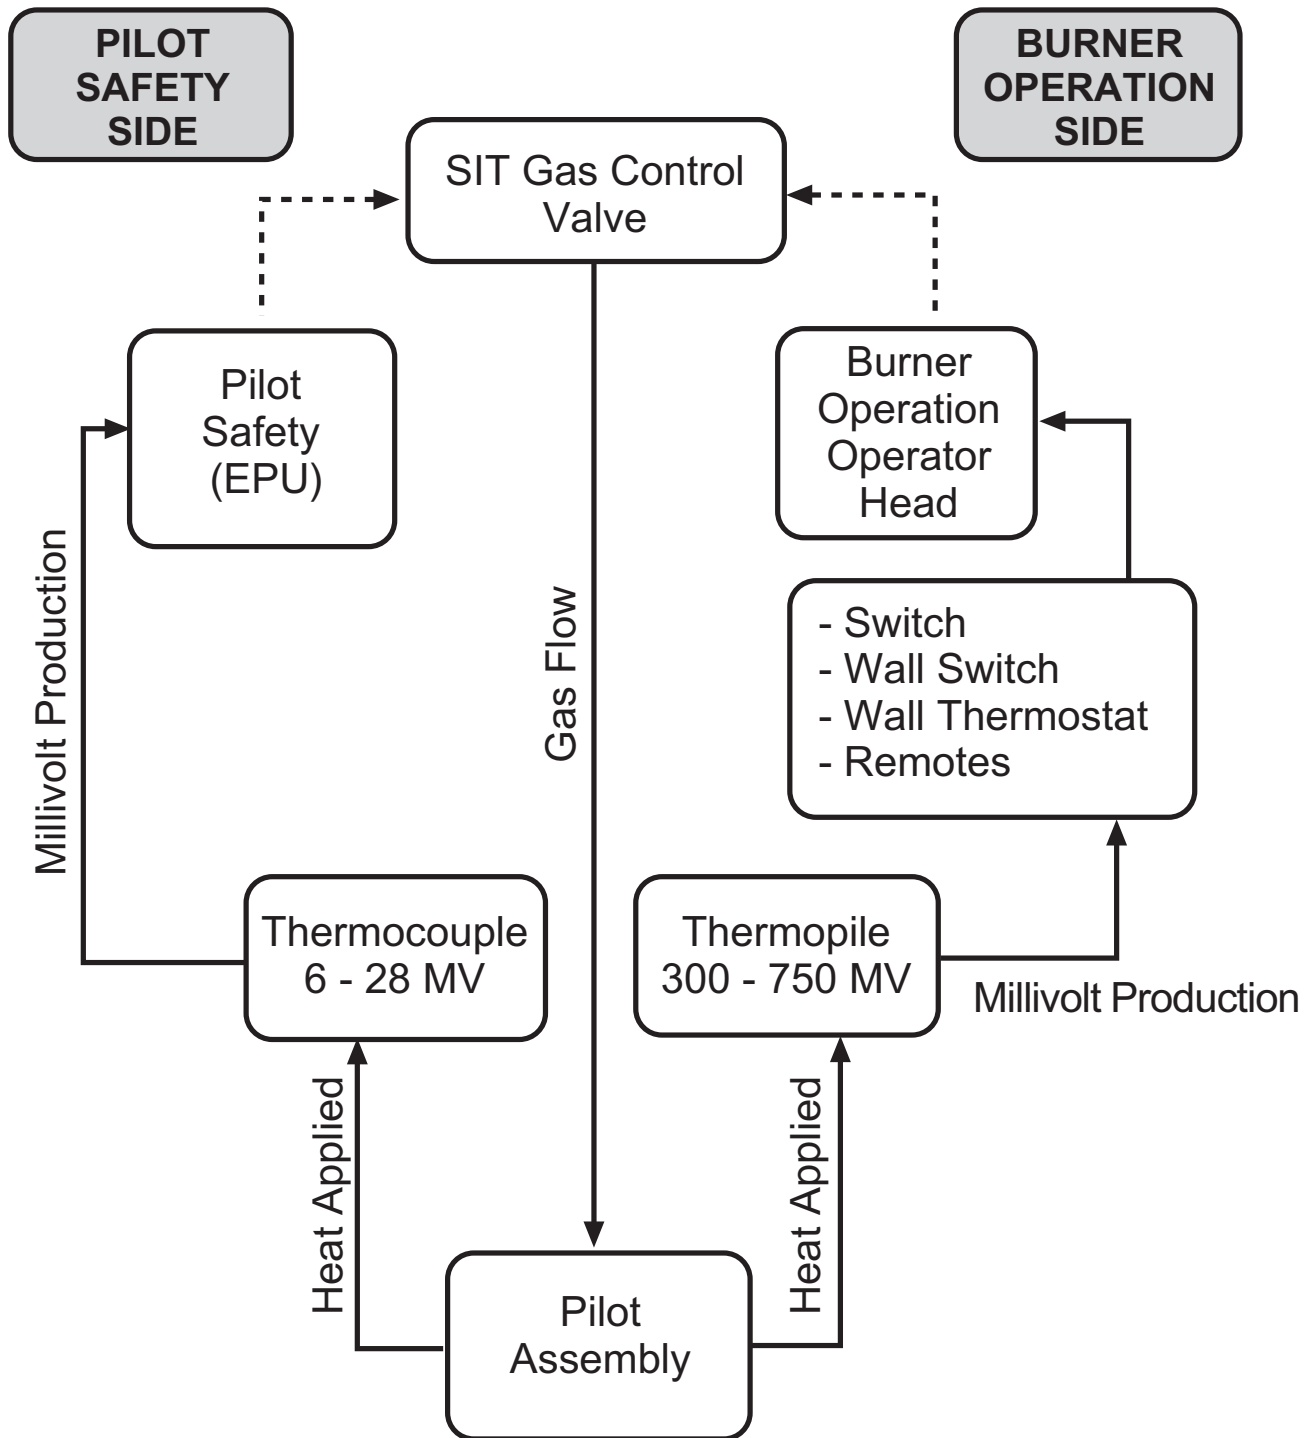 PILOT
SAFETY
SIDE
BURNER
OPERATION
SIDE
SIT Gas Control
Valve
Pilot
Safety
(EPU)
Burner
Operation
Operator
Head
Millivolt Production
Gas Flow
- Switch
- Wall Switch
- Wall Thermostat
- Remotes
Thermocouple
6 - 28 MV
Thermopile
300 - 750 MV
Millivolt Production
Heat Applied
Heat Applied
Pilot
Assembly